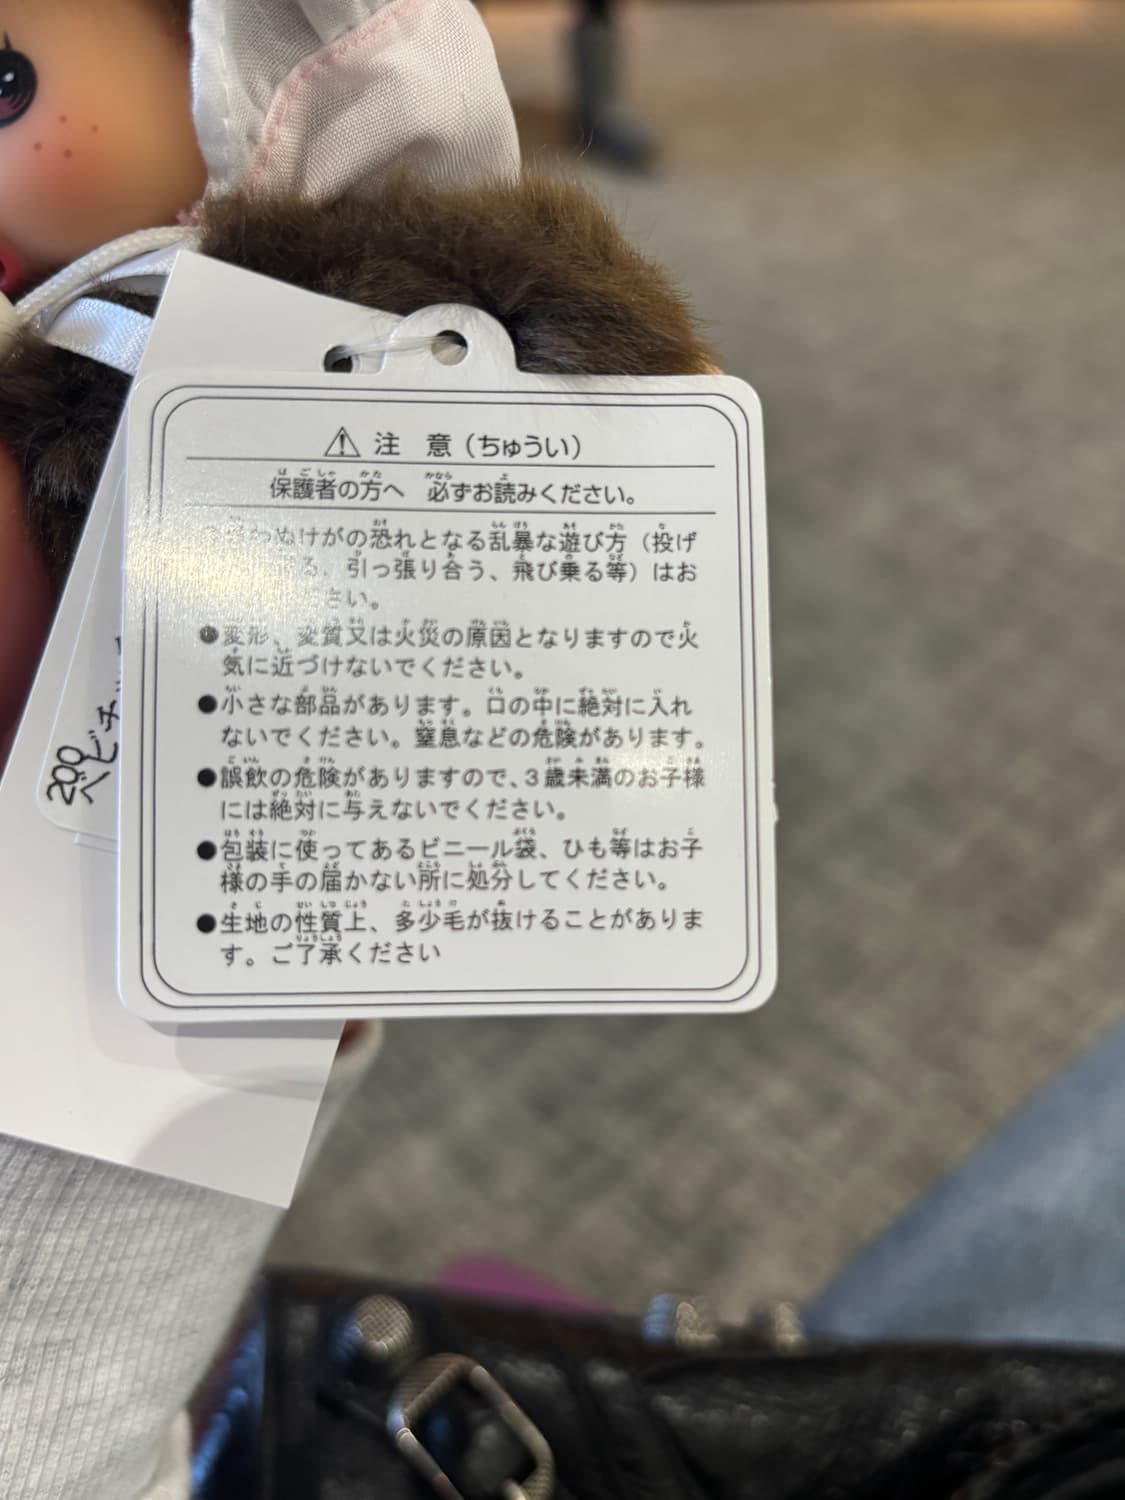 注 意（ちゅうい）
保護者の方へ 必ずお読みください。
ぬけがの恐れとなる乱暴な遊び方（投げ
る、引っ張り合う、飛び乗る等）はお
さい。
●変形、変質又は火災の原因となりますので火
気に近づけないでください。
●小さな部品があります。口の中に絶対に入れ
ないでください。窒息などの危険があります。
●誤飲の危険がありますので、3歳未満のお子様
には絶対に与えないでください。
●包装に使ってあるビニール袋、ひも等はお子
様の手の届かない所に処分してください。
●生地の性質上、多少毛が抜けることがありま
す。ご了承ください
200
ベビチ